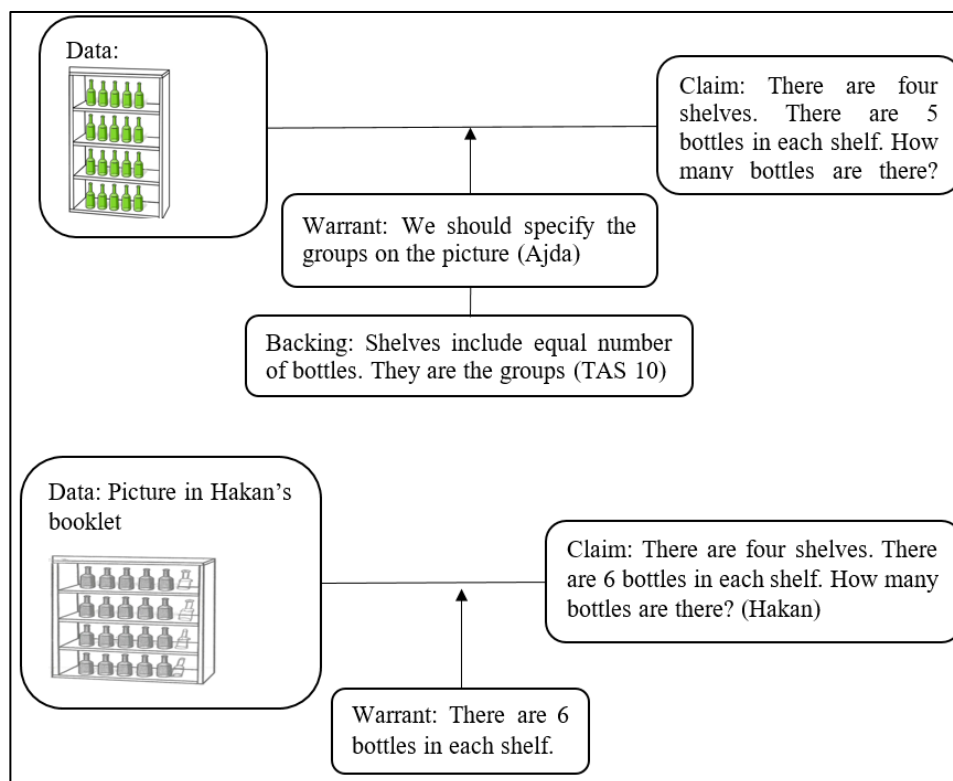 Data:
Claim: There are four
shelves. There are 5
bottles in each shelf. How
many bottles are there?
Warrant: We should specify the
groups on the picture (Ajda)
Backing: Shelves include equal number
of bottles. They are the groups (TAS 10)
Data: Picture in Hakan’s
booklet
Claim: There are four shelves. There
are 6 bottles in each shelf. How many
bottles are there? (Hakan)
Warrant: There are 6
bottles in each shelf.